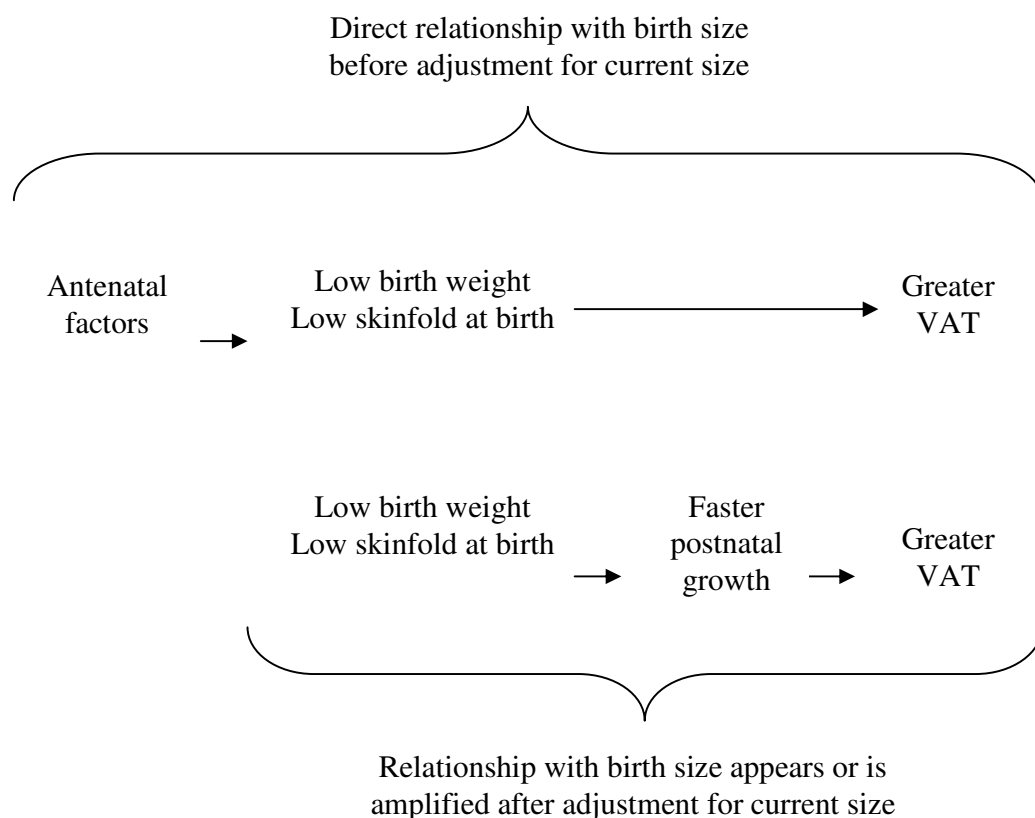 Direct relationship with birth size
before adjustment for current size
Antenatal
factors
Low birth weight
Low skinfold at birth
Greater
VAT
Low birth weight
Low skinfold at birth
Faster
postnatal
growth
Greater
VAT
Relationship with birth size appears or is
amplified after adjustment for current size